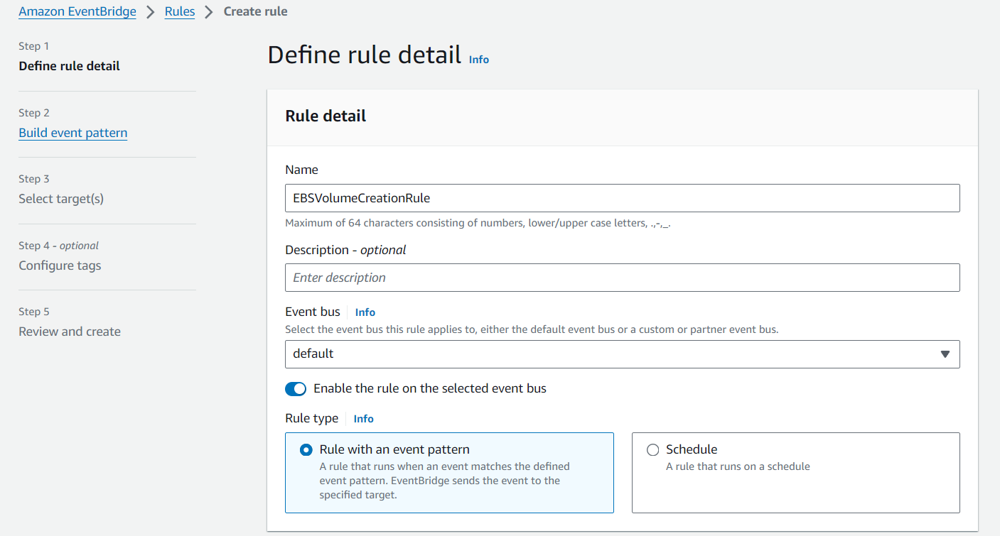 Amazon EventBridge > Rules > Create rule
Step 1
Define rule detail
Step 2
Build event pattern
Step 3
Select target(s)
Step 4 - optional
Configure tags
Step 5
Review and create
Define rule detail Info
Rule detail
Name
EBSVolumeCreationRule
Maximum of 64 characters consisting of numbers, lower/upper case letters, .,-,_.
Description - optional
Enter description
Event bus Info
Select the event bus this rule applies to, either the default event bus or a custom or partner event bus.
default
Enable the rule on the selected event bus
Rule type Info
Rule with an event pattern
A rule that runs when an event matches the defined
event pattern. EventBridge sends the event to the
specified target.
Schedule
A rule that runs on a schedule